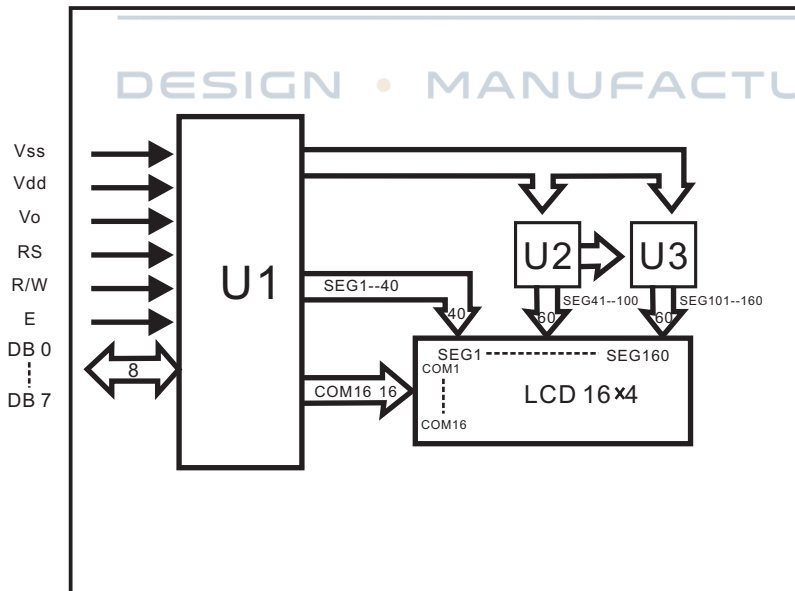 DESIGN • MANUFACTU
Vss
Vdd
Vo
RS
R/W
E
DB 0
DB 7
8
U1
SEG1--40
40
COM16 16
U2
U3
SEG41--100
SEG101--160
60
60
SEG1
SEG160
COM1
COM16
LCD 16×4